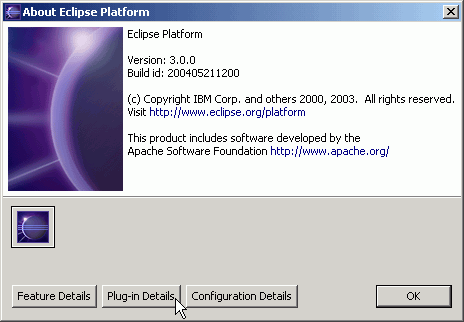 About Eclipse Platform
Eclipse Platform
Version: 3.0.0
Build id: 200405211200
(c) Copyright IBM Corp. and others 2000, 2003.  All rights reserved.
Visit http://www.eclipse.org/platform
This product includes software developed by the
Apache Software Foundation http://www.apache.org/
Feature Details
Plug-in Details
Configuration Details
OK